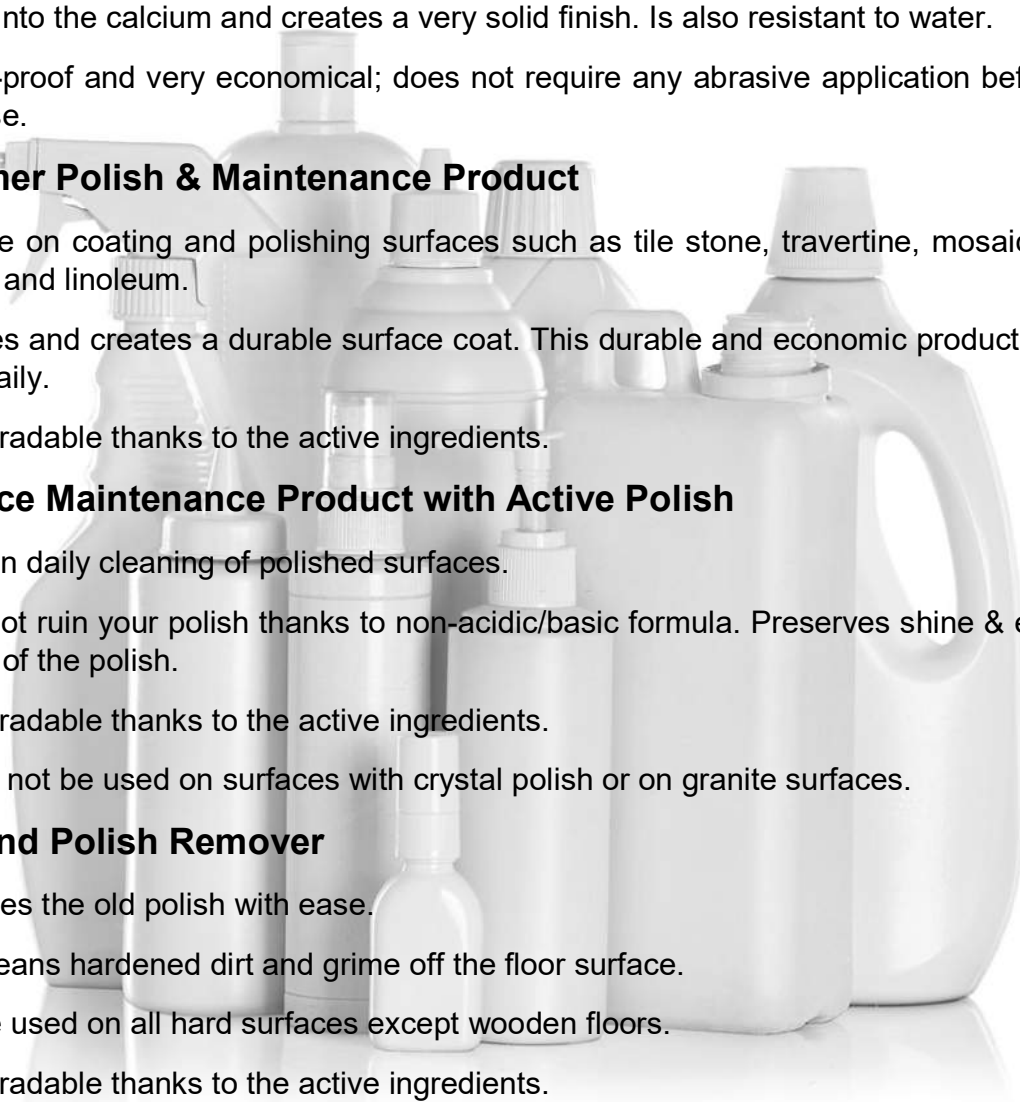 nto the calcium and creates a very solid finish. Is also resistant to water.
-proof and very economical; does not require any abrasive application bef
se.
ner Polish & Maintenance Product
e on coating and polishing surfaces such as tile stone, travertine, mosaic
and linoleum.
es and creates a durable surface coat. This durable and economic product
aily.
radable thanks to the active ingredients.
ce Maintenance Product with Active Polish
n daily cleaning of polished surfaces.
ot ruin your polish thanks to non-acidic/basic formula. Preserves shine & e
of the polish.
radable thanks to the active ingredients.
not be used on surfaces with crystal polish or on granite surfaces.
nd Polish Remover
es the old polish with ease.
eans hardened dirt and grime off the floor surface.
e used on all hard surfaces except wooden floors.
radable thanks to the active ingredients.